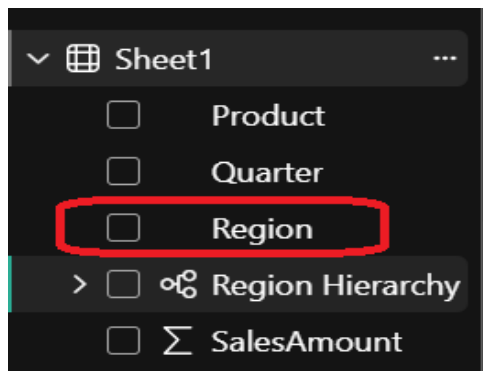 Sheet1 ...
Product
Quarter
Region
Region Hierarchy
∑ SalesAmount